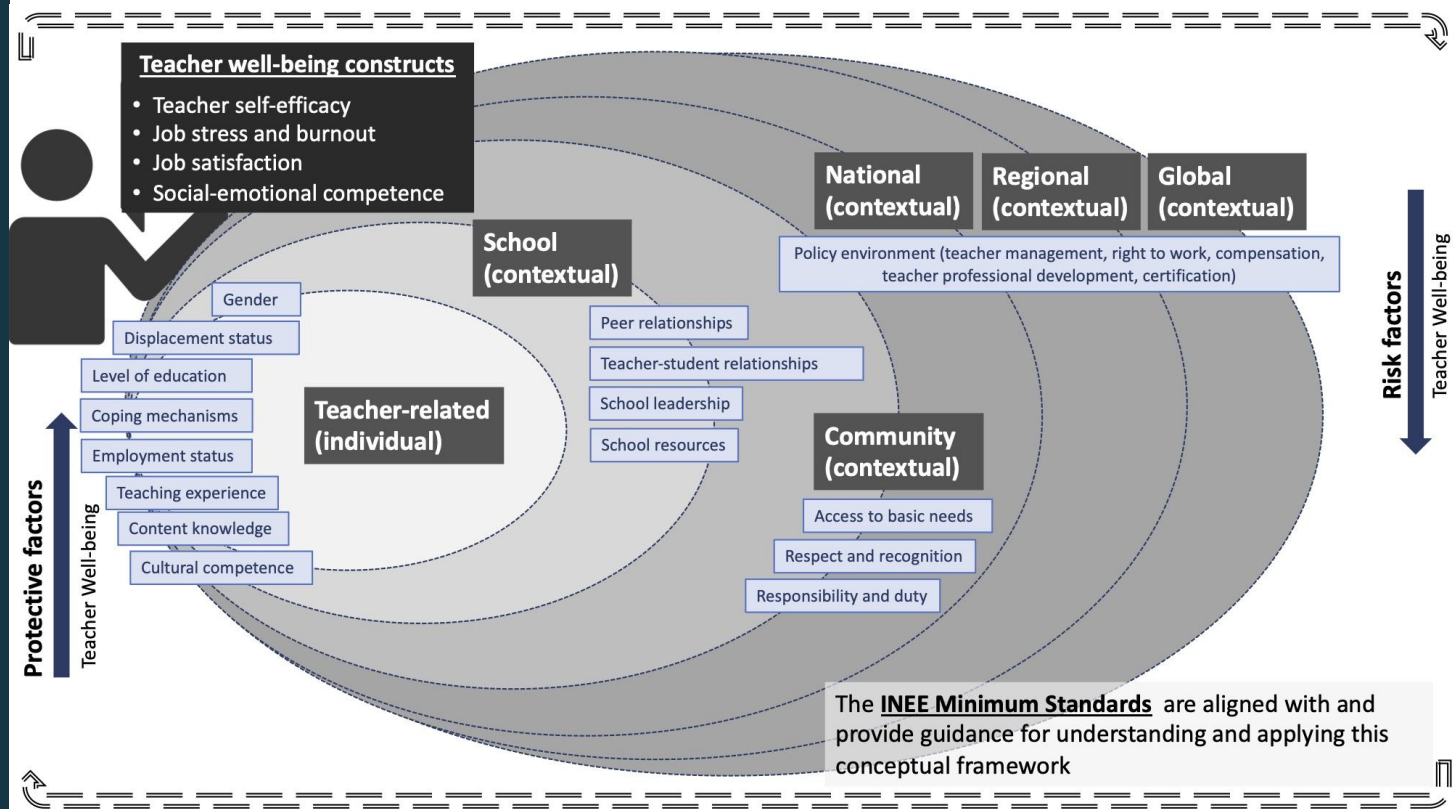 Teacher well-being constructs
• Teacher self-efficacy
• Job stress and burnout
• Job satisfaction
• Social-emotional competence
National
(contextual)
Regional
(contextual)
Global
(contextual)
Policy environment (teacher management, right to work, compensation,
teacher professional development, certification)
School
(contextual)
Peer relationships
Teacher-student relationships
School leadership
School resources
Gender
Displacement status
Level of education
Coping mechanisms
Employment status
Teaching experience
Content knowledge
Cultural competence
Teacher-related
(individual)
Community
(contextual)
Access to basic needs
Respect and recognition
Responsibility and duty
Protective factors
Teacher Well-being
Risk factors
Teacher Well-being
The INEE Minimum Standards are aligned with and
provide guidance for understanding and applying this
conceptual framework